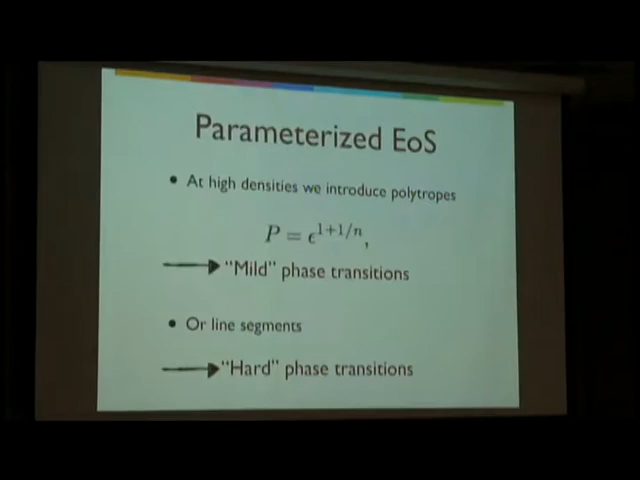 Parameterized EoS
• At high densities we introduce polytropes
P = ϵ^{1+1/n},
→ "Mild" phase transitions
• Or line segments
→ "Hard" phase transitions